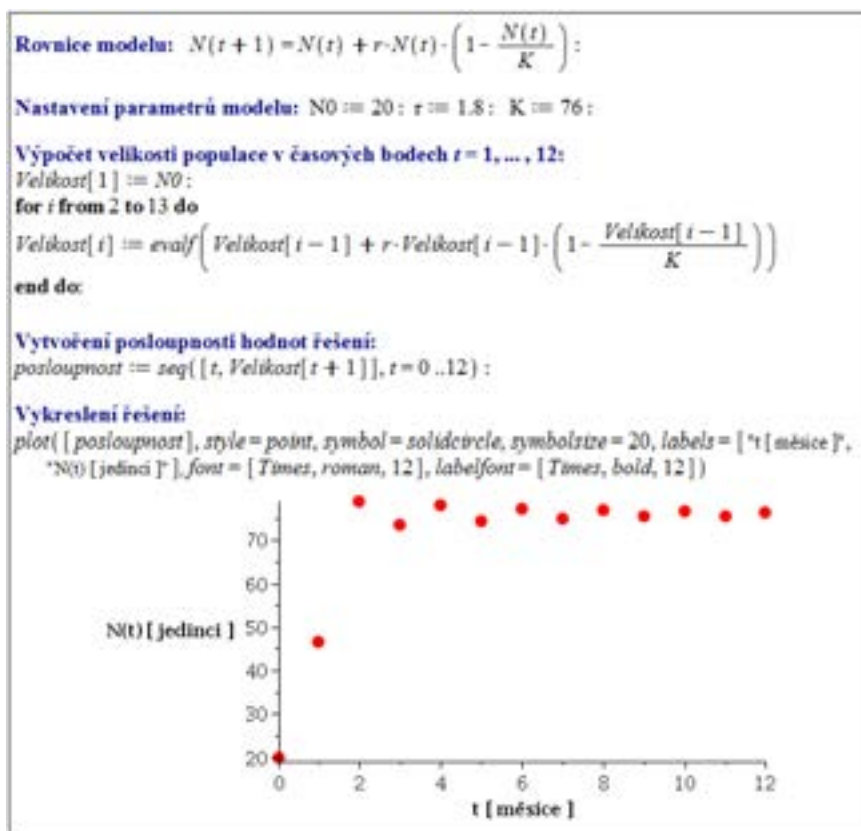 Rovnice modelu: N(t + 1) = N(t) + r·N(t)·(1 - N(t)/K):
Nastavení parametrů modelu: N0 := 20: r := 1.8: K := 76:
Výpočet velikosti populace v časových bodech t = 1, ... , 12:
Velikost[1] := N0:
for i from 2 to 13 do
Velikost[i] := evalf(Velikost[i - 1] + r·Velikost[i - 1]·(1 - Velikost[i - 1]/K))
end do:
Vytvoření posloupnosti hodnot řešení:
posloupnost := seq([t, Velikost[t + 1]], t = 0 ..12):
Vykreslení řešení:
plot([posloupnost], style = point, symbol = solidcircle, symbolsize = 20, labels = ["t [ měsíce ]",
"N(t) [ jedinci ]"], font = [Times, roman, 12], labelfont = [Times, bold, 12])
70
60
N(t) [ jedinci ] 50
40
30
20
0 2 4 6 8 10 12
t [ měsíce ]